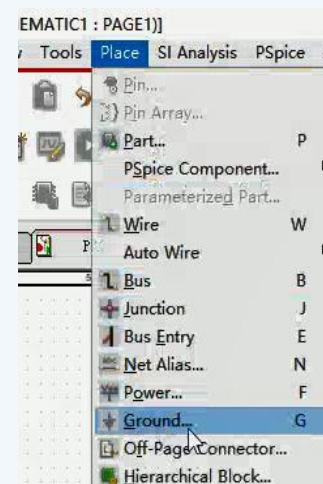 EMATIC1 : PAGE1)]
Tools Place SI Analysis PSpice
Pin...
Pin Array...
Part... P
PSpice Component...
Parameterized Part...
Wire W
Auto Wire
Bus B
Junction J
Bus Entry E
Net Alias... N
Power... F
Ground... G
Off-Page Connector...
Hierarchical Block...